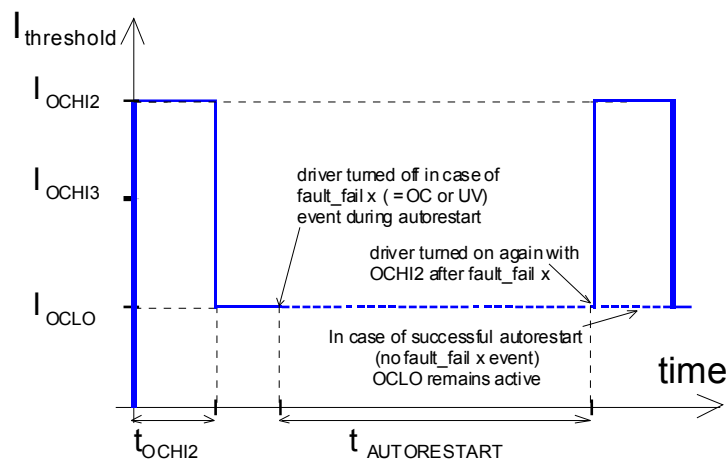 I threshold
I OCHI2
I OCHI3
driver turned off in case of
fault_fail x ( = OC or UV)
event during autorestart
driver turned on again with
OCHI2 after fault_fail x
I OCLO
In case of successful autorestart
(no fault_fail x event)
OCLO remains active
time
t OCHI2
t AUTORESTART